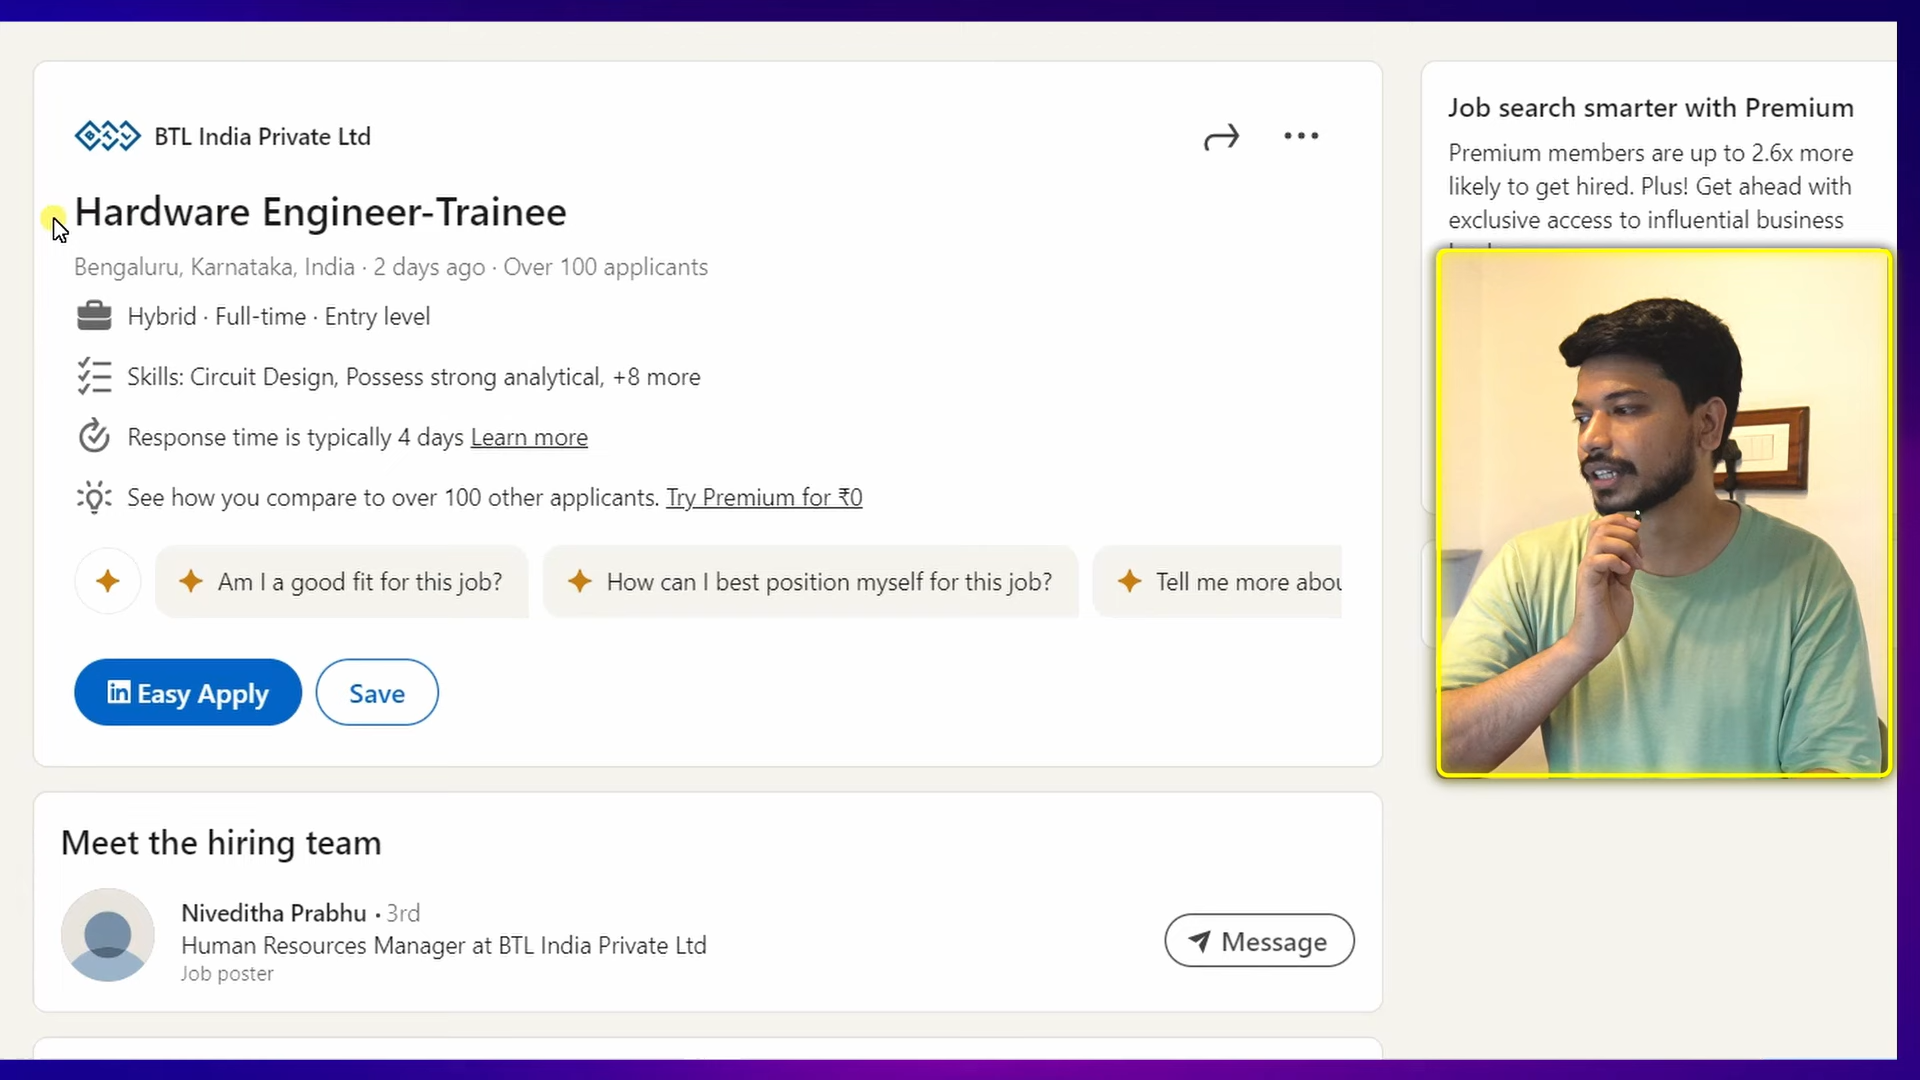 BTL India Private Ltd
Hardware Engineer-Trainee
Bengaluru, Karnataka, India · 2 days ago · Over 100 applicants
Hybrid · Full-time · Entry level
Skills: Circuit Design, Possess strong analytical, +8 more
Response time is typically 4 days Learn more
See how you compare to over 100 other applicants. Try Premium for ₹0
Am I a good fit for this job?
How can I best position myself for this job?
Tell me more abou
in Easy Apply
Save
Meet the hiring team
Niveditha Prabhu • 3rd
Human Resources Manager at BTL India Private Ltd
Job poster
Message
Job search smarter with Premium
Premium members are up to 2.6x more
likely to get hired. Plus! Get ahead with
exclusive access to influential business